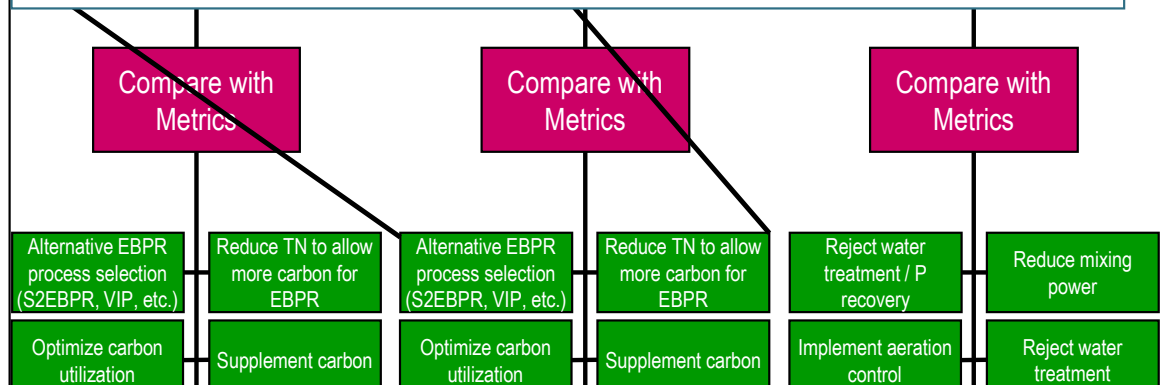 Compare with
Metrics
Compare with
Metrics
Compare with
Metrics
Alternative EBPR
process selection
(S2EBPR, VIP, etc.)
Reduce TN to allow
more carbon for
EBPR
Alternative EBPR
process selection
(S2EBPR, VIP, etc.)
Reduce TN to allow
more carbon for
EBPR
Reject water
treatment / P
recovery
Reduce mixing
power
Optimize carbon
utilization
Supplement carbon
Optimize carbon
utilization
Supplement carbon
Implement aeration
control
Reject water
treatment